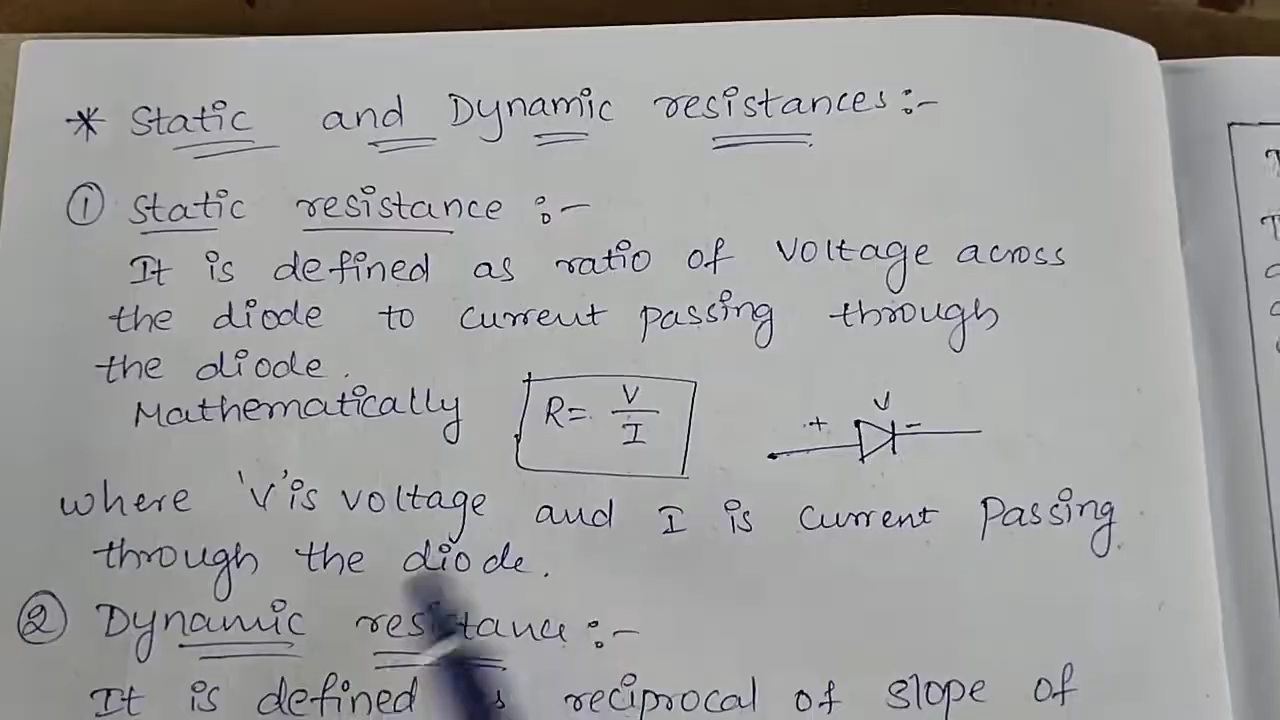 * Static and Dynamic resistances :-
① Static resistance :-
It is defined as ratio of voltage across
the diode to current passing through
the diode.
Mathematically R = V/I
V
+ -
where 'V' is voltage and I is current passing
through the diode.
② Dynamic resistance :-
It is defined reciprocal of slope of